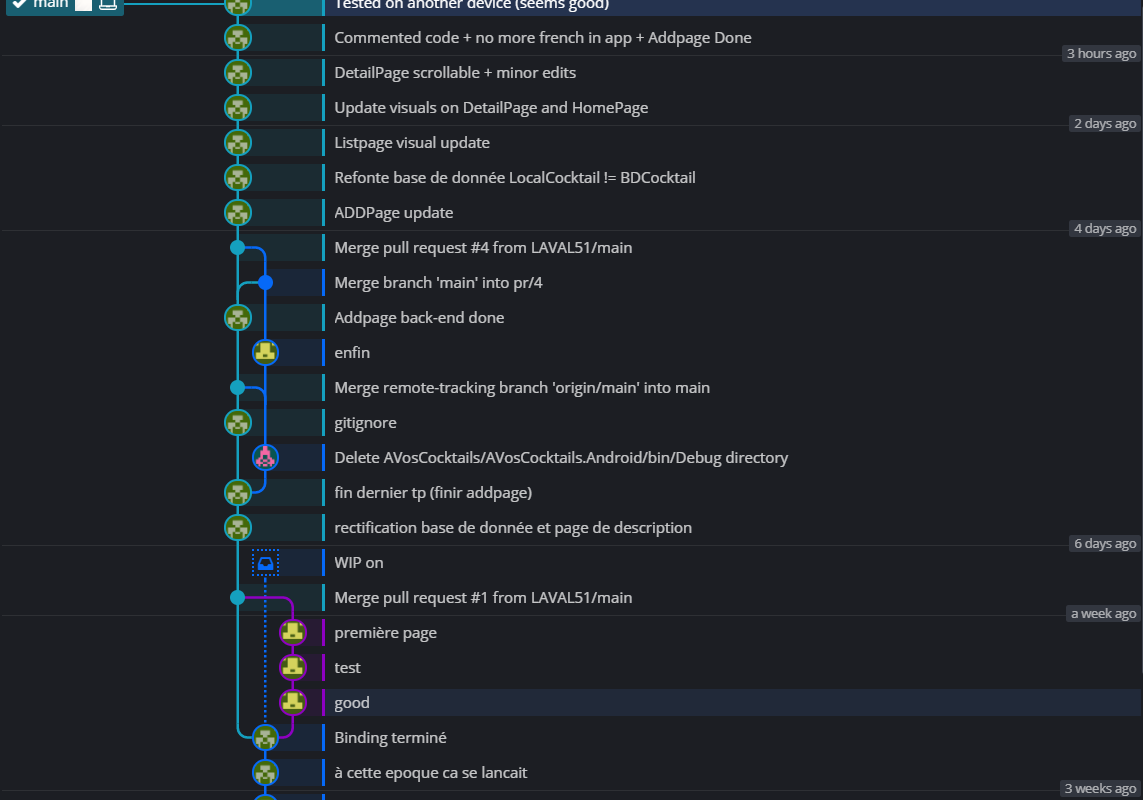 main
Tested on another device (seems good)
Commented code + no more french in app + Addpage Done
3 hours ago
DetailPage scrollable + minor edits
Update visuals on DetailPage and HomePage
2 days ago
Listpage visual update
Refonte base de donnée LocalCocktail != BDCocktail
ADDPage update
4 days ago
Merge pull request #4 from LAVAL51/main
Merge branch 'main' into pr/4
Addpage back-end done
enfin
Merge remote-tracking branch 'origin/main' into main
gitignore
Delete AVosCocktails/AVosCocktails.Android/bin/Debug directory
fin dernier tp (finir addpage)
rectification base de donnée et page de description
6 days ago
WIP on
Merge pull request #1 from LAVAL51/main
a week ago
première page
test
good
Binding terminé
à cette epoque ca se lancait
3 weeks ago